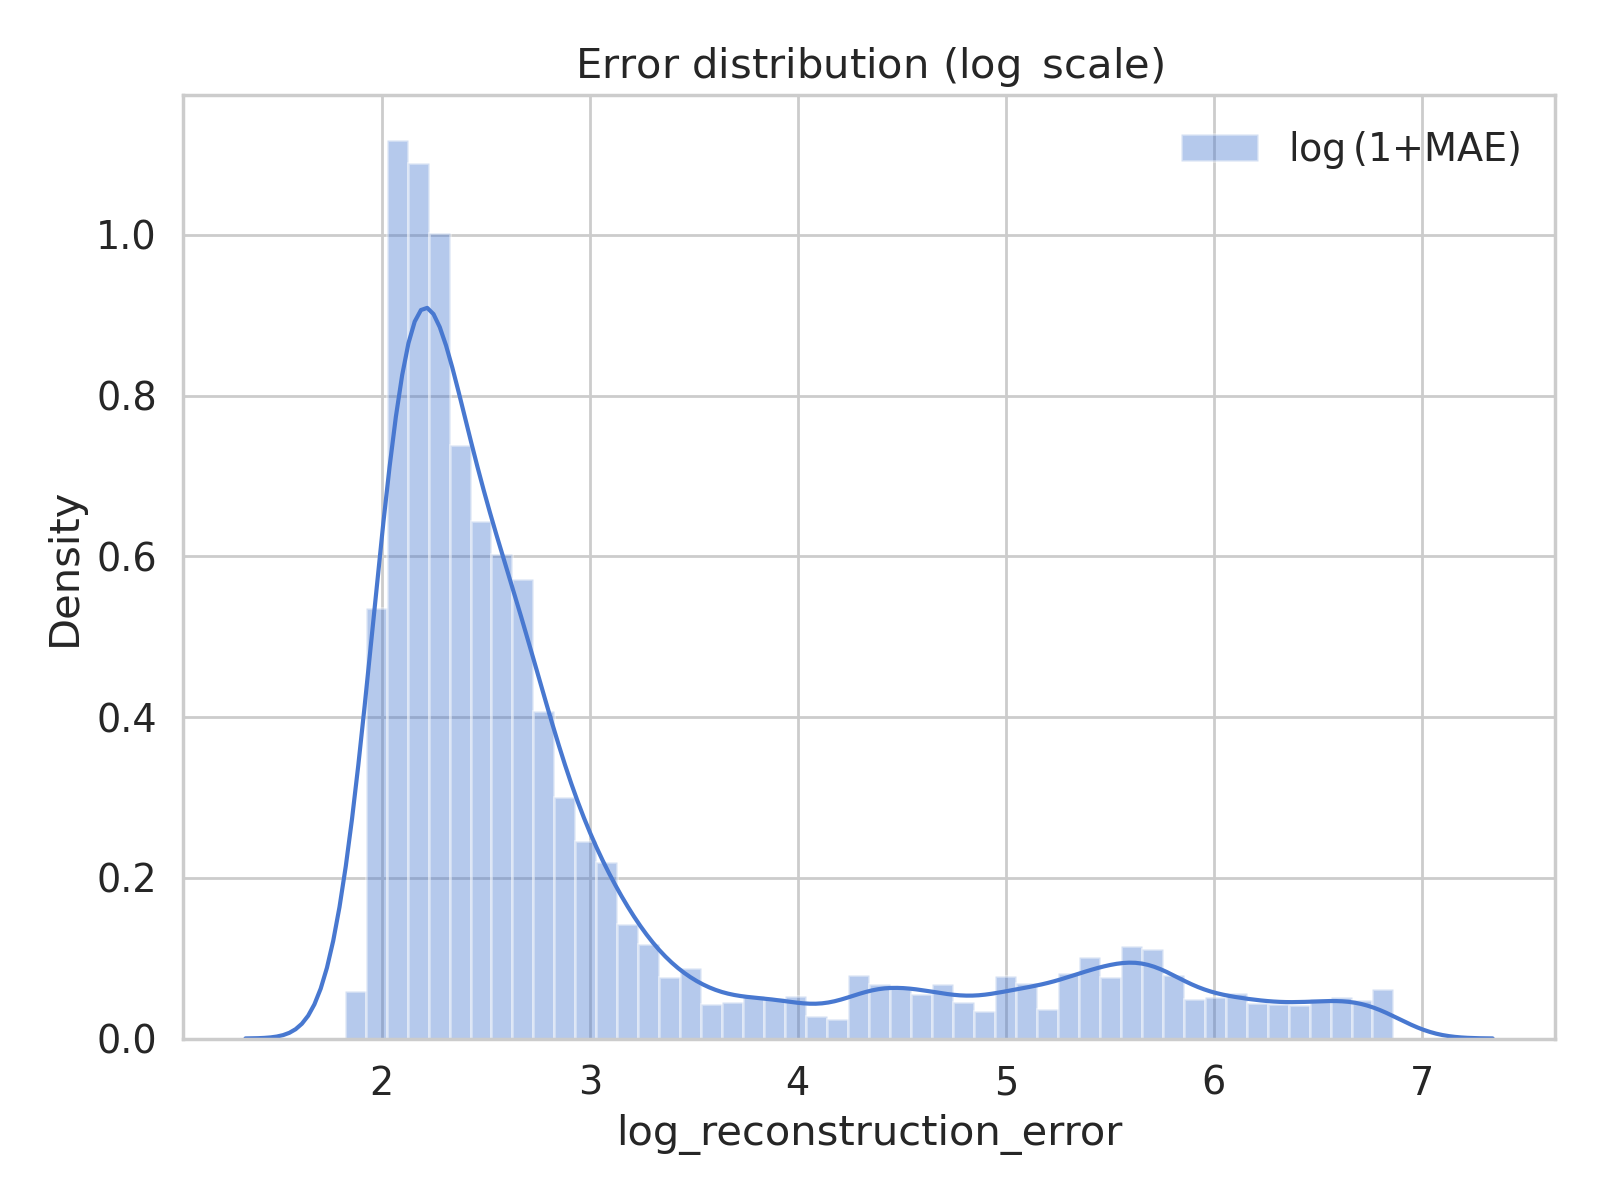 Error distribution (log scale)
log (1+MAE)
1.0
0.8
0.6
0.4
0.2
0.0
Density
2 3 4 5 6 7
log_reconstruction_error